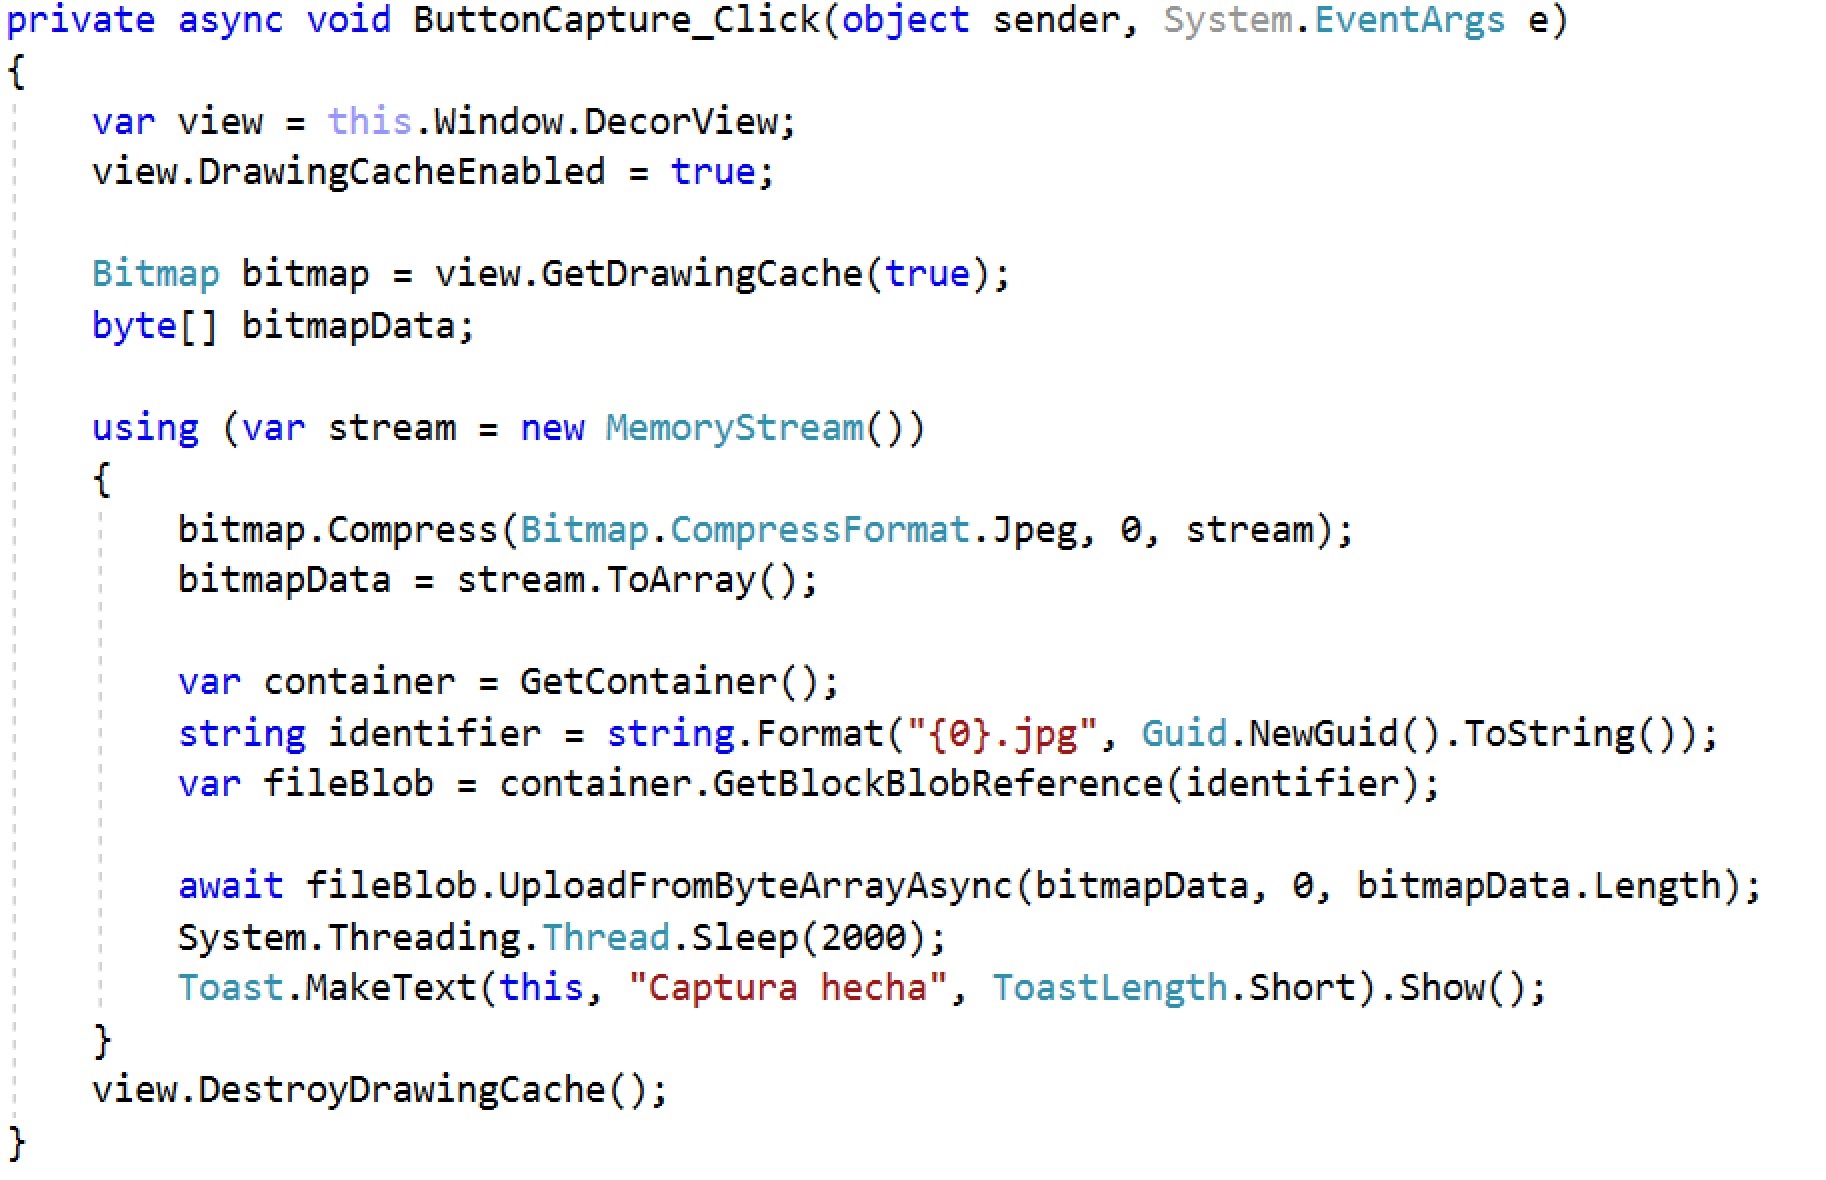 private async void ButtonCapture_Click(object sender, System.EventArgs e)
{
    var view = this.Window.DecorView;
    view.DrawingCacheEnabled = true;

    Bitmap bitmap = view.GetDrawingCache(true);
    byte[] bitmapData;

    using (var stream = new MemoryStream())
    {
        bitmap.Compress(Bitmap.CompressFormat.Jpeg, 0, stream);
        bitmapData = stream.ToArray();

        var container = GetContainer();
        string identifier = string.Format("{0}.jpg", Guid.NewGuid().ToString());
        var fileBlob = container.GetBlockBlobReference(identifier);

        await fileBlob.UploadFromByteArrayAsync(bitmapData, 0, bitmapData.Length);
        System.Threading.Thread.Sleep(2000);
        Toast.MakeText(this, "Captura hecha", ToastLength.Short).Show();
    }
    view.DestroyDrawingCache();
}